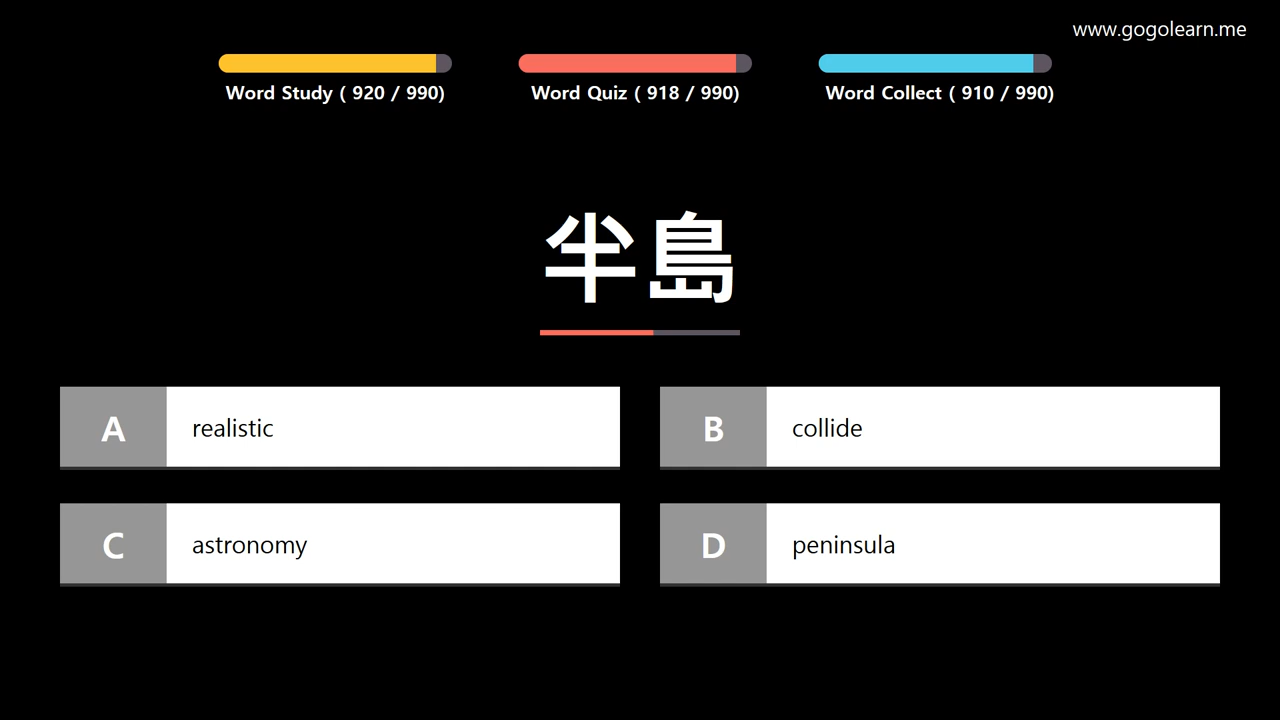 www.gogolearn.me
Word Study ( 920 / 990)
Word Quiz ( 918 / 990)
Word Collect ( 910 / 990)
半島
A realistic
B collide
C astronomy
D peninsula